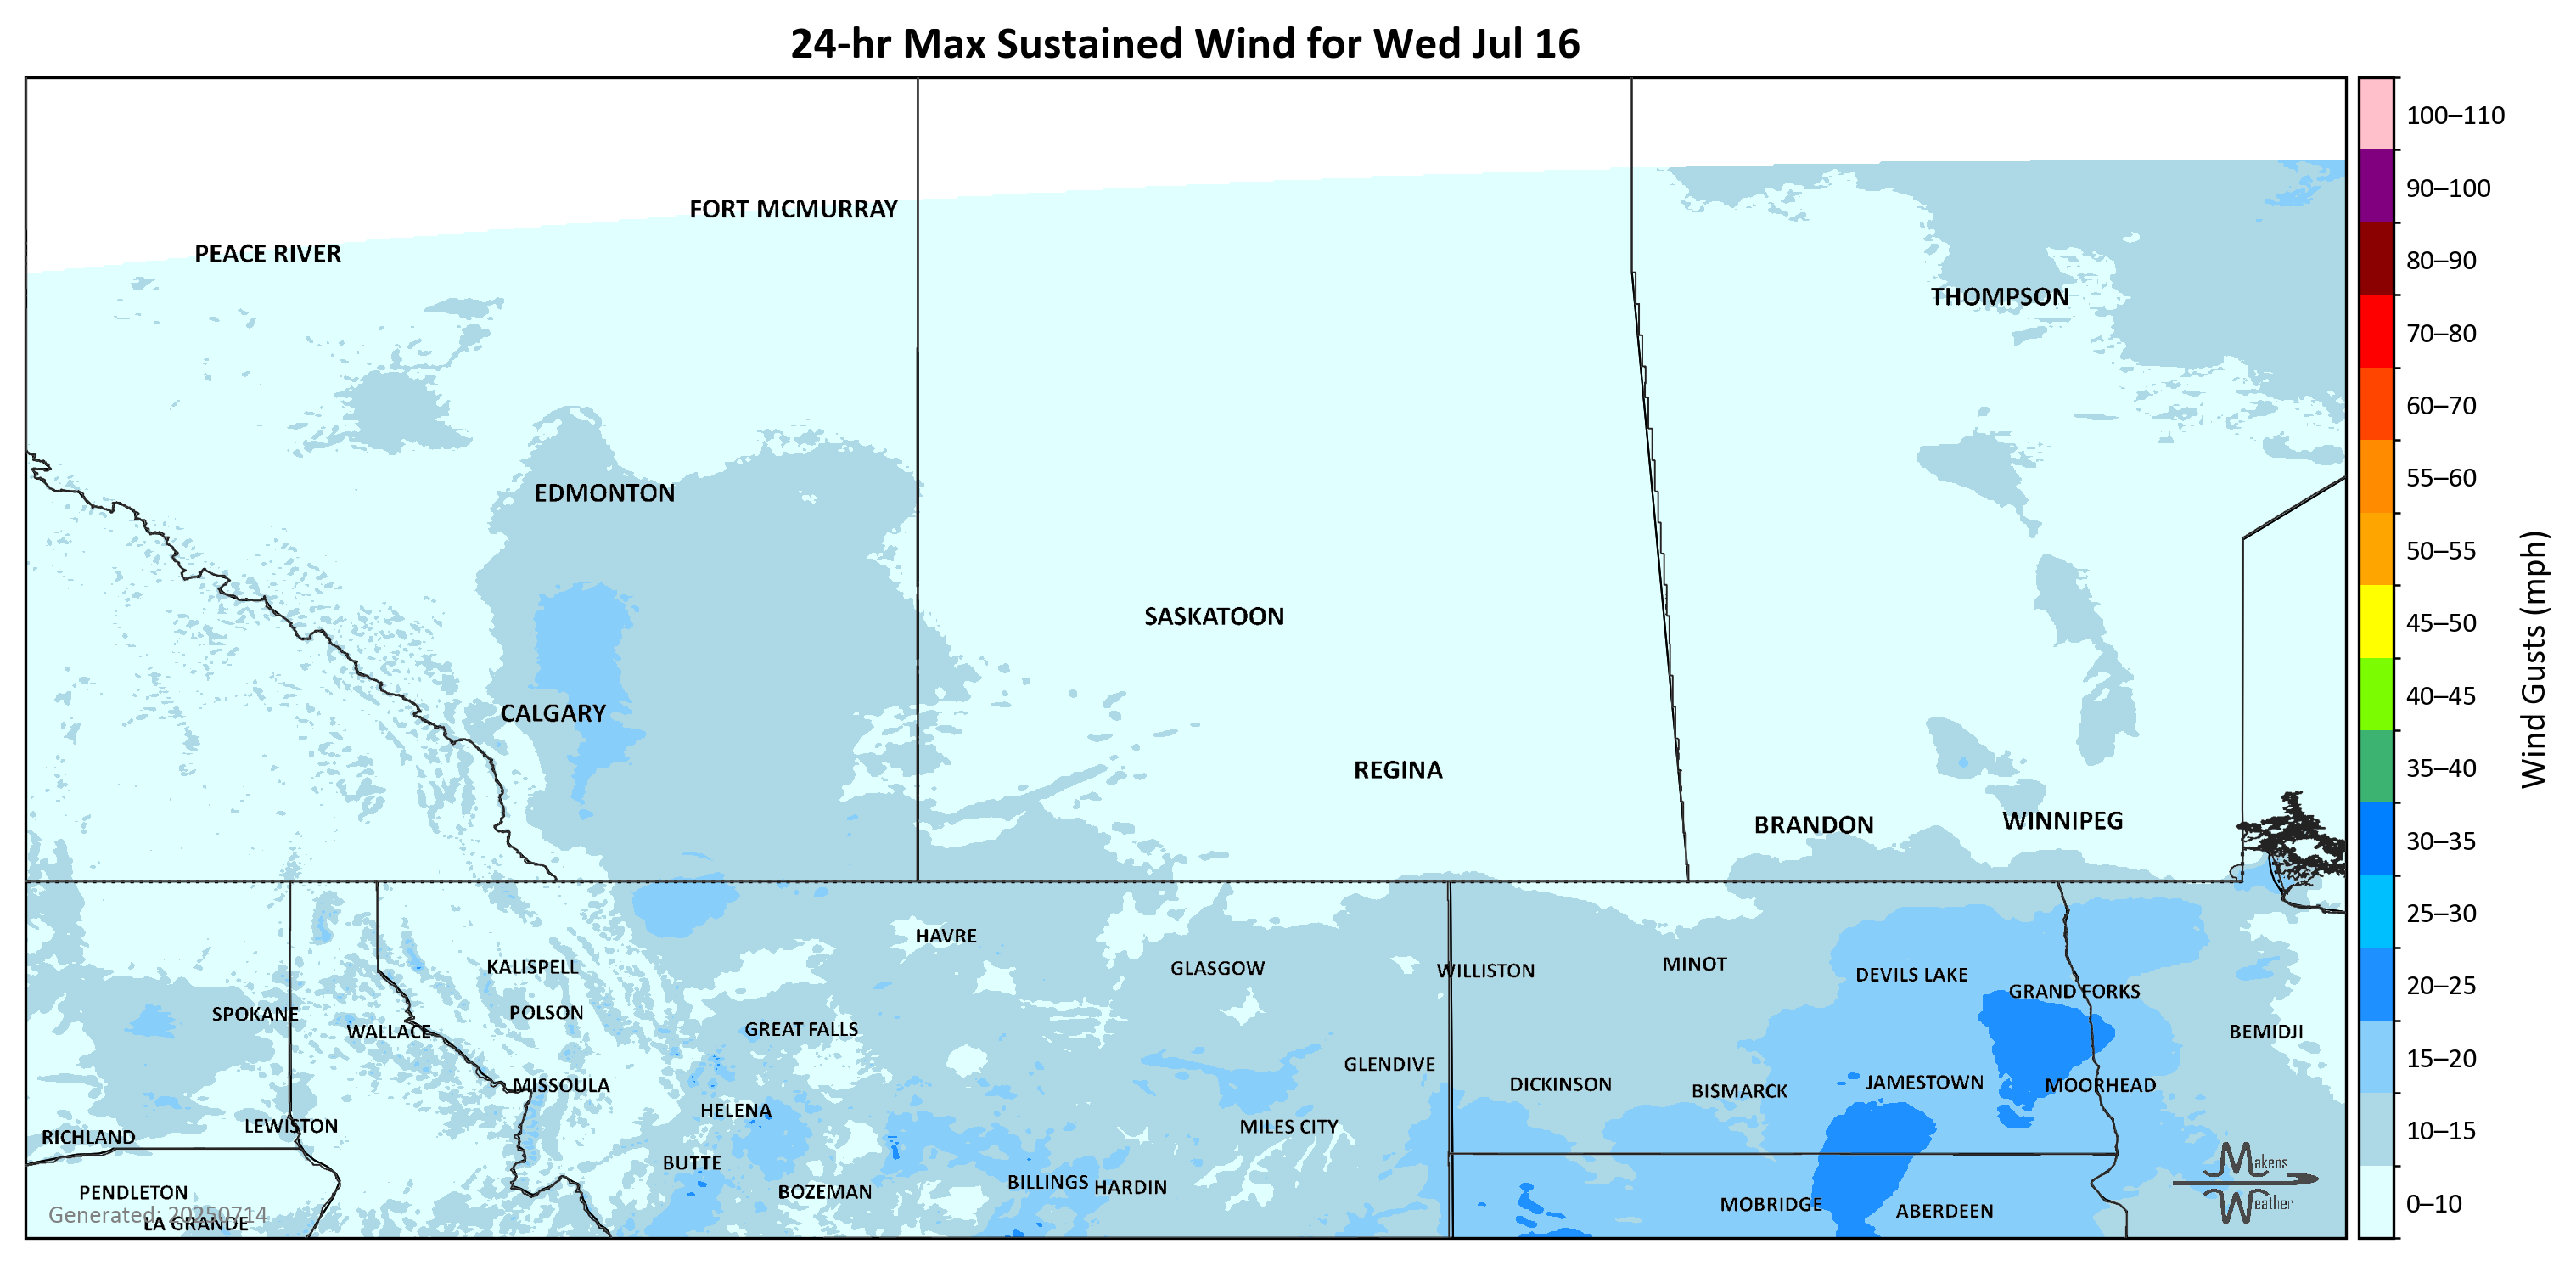 24-hr Max Sustained Wind for Wed Jul 16
FORT MCMURRAY
PEACE RIVER
THOMPSON
EDMONTON
SASKATOON
CALGARY
REGINA
BRANDON
WINNIPEG
HAVRE
KALISPELL
GLASGOW
WILLISTON
MINOT
DEVILS LAKE
GRAND FORKS
SPOKANE
POLSON
WALLACE
GREAT FALLS
BEMIDJI
GLENDIVE
MISSOULA
DICKINSON
BISMARCK
JAMESTOWN
MOORHEAD
HELENA
LEWISTON
MILES CITY
RICHLAND
BUTTE
BILLINGS
HARDIN
PENDLETON
BOZEMAN
MOBRIDGE
ABERDEEN
Generated: 20250714
LA GRANDE
Makens
Weather
100–110
90–100
80–90
70–80
60–70
55–60
50–55
45–50
40–45
35–40
30–35
25–30
20–25
15–20
10–15
0–10
Wind Gusts (mph)